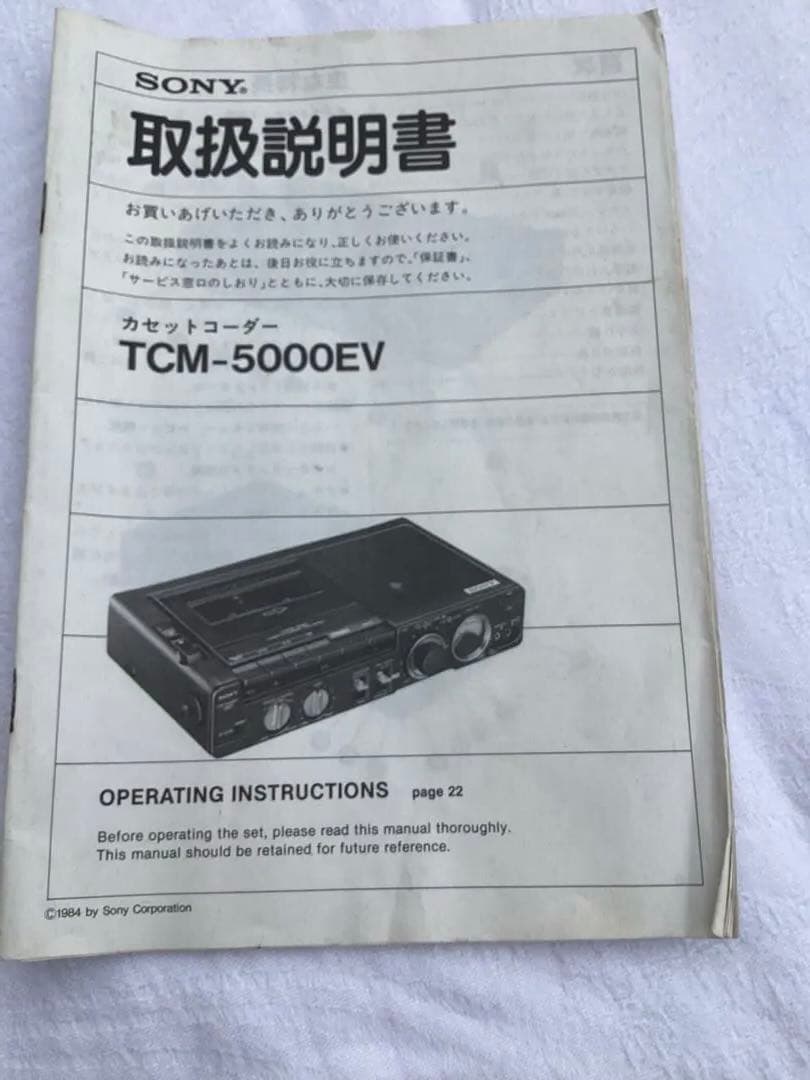 SONY®
取扱説明書
お買いあげいただき、ありがとうございます。
この取扱説明書をよくお読みになり、正しくお使いください。
お読みになったあとは、後日お役に立ちますので、「保証書」、
「サービス窓口のしおり」とともに、大切に保存してください。
カセットコーダー
TCM-5000EV
SONY
SONY
OPERATING INSTRUCTIONS page 22
Before operating the set, please read this manual thoroughly.
This manual should be retained for future reference.
©1984 by Sony Corporation